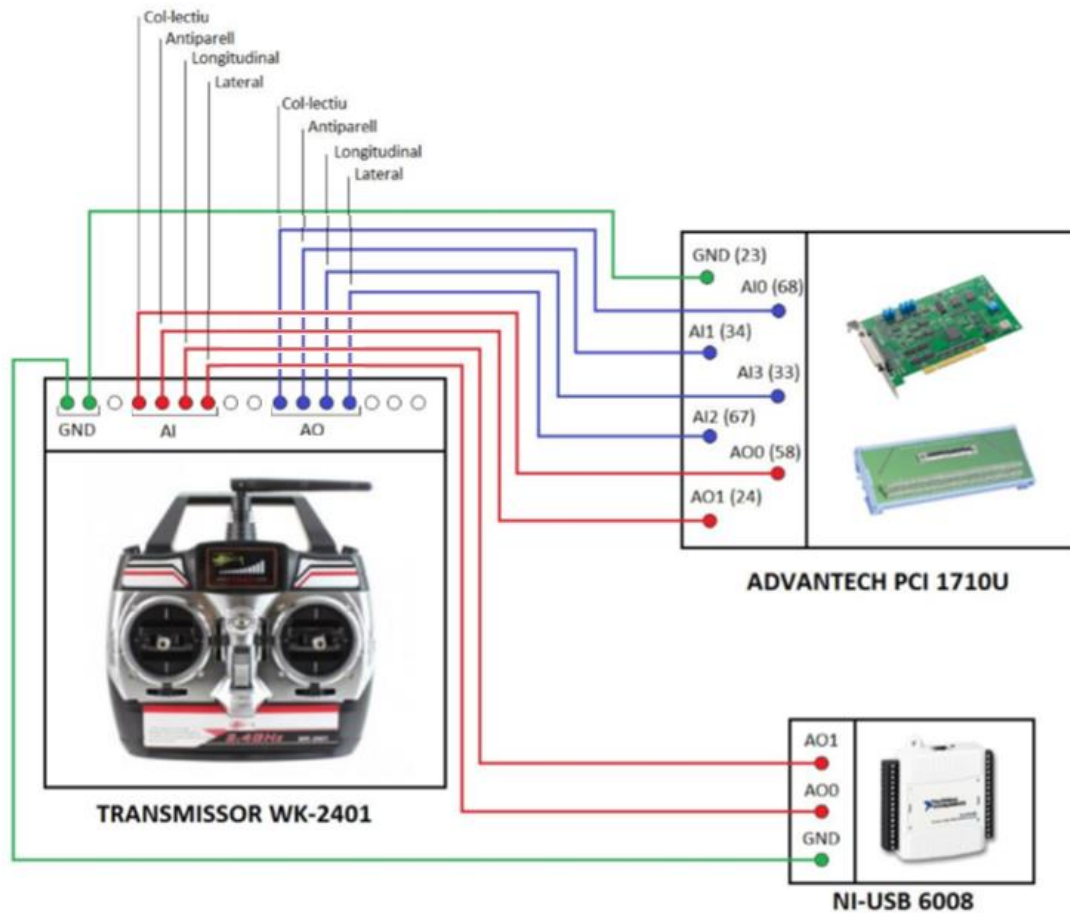 Col·lectiu
Antiparell
Longitudinal
Lateral
Col·lectiu
Antiparell
Longitudinal
Lateral
GND (23)
AI0 (68)
AI1 (34)
AI3 (33)
AI2 (67)
AO0 (58)
AO1 (24)
GND
AI
AO
ADVANTECH PCI 1710U
2.4GHz
TRANSMISSOR WK-2401
AO1
AO0
GND
NI-USB 6008